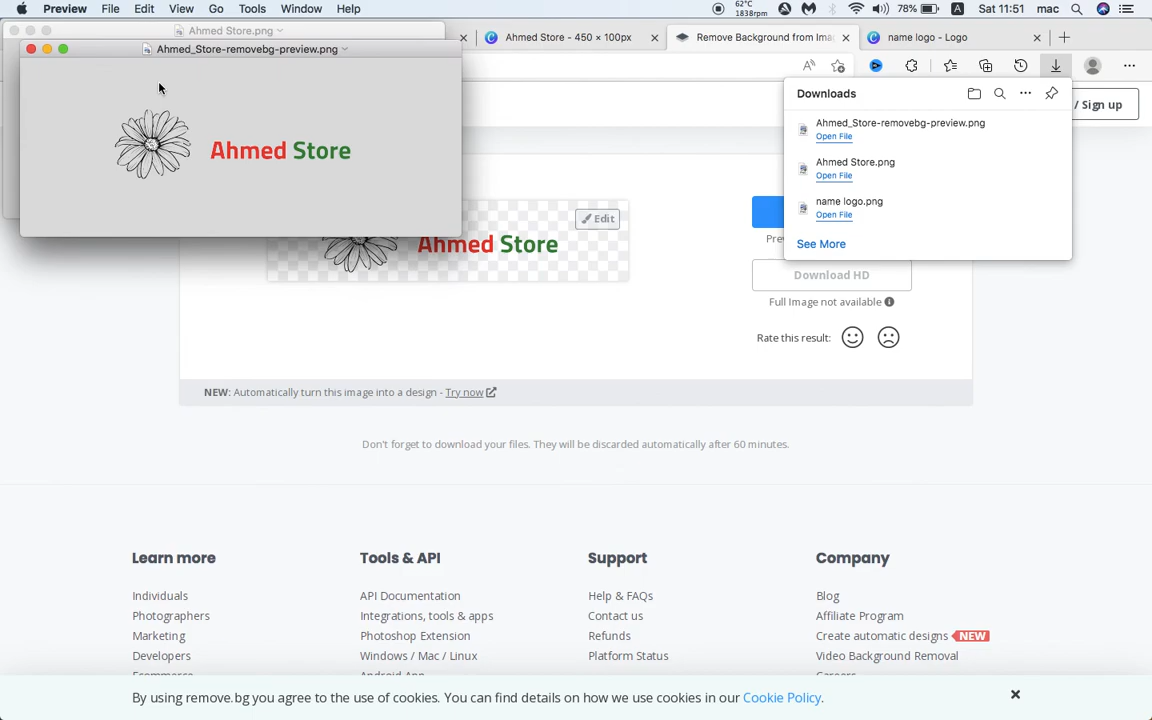 Preview File Edit View Go Tools Window Help
62°C
1838rpm
78%
A
Sat 11:51
mac
Ahmed Store.png
Ahmed_Store-removebg-preview.png
Ahmed Store - 450 × 100px
Remove Background from Ima
name logo - Logo
Ahmed Store
/ Sign up
Downloads
Ahmed_Store-removebg-preview.png
Open File
Ahmed Store.png
Open File
name logo.png
Open File
See More
Edit
Ahmed Store
Download HD
Full Image not available
Rate this result:
NEW: Automatically turn this image into a design - Try now
Don't forget to download your files. They will be discarded automatically after 60 minutes.
Learn more
Individuals
Photographers
Marketing
Developers
Tools & API
API Documentation
Integrations, tools & apps
Photoshop Extension
Windows / Mac / Linux
Support
Help & FAQs
Contact us
Refunds
Platform Status
Company
Blog
Affiliate Program
Create automatic designs NEW
Video Background Removal
By using remove.bg you agree to the use of cookies. You can find details on how we use cookies in our Cookie Policy.